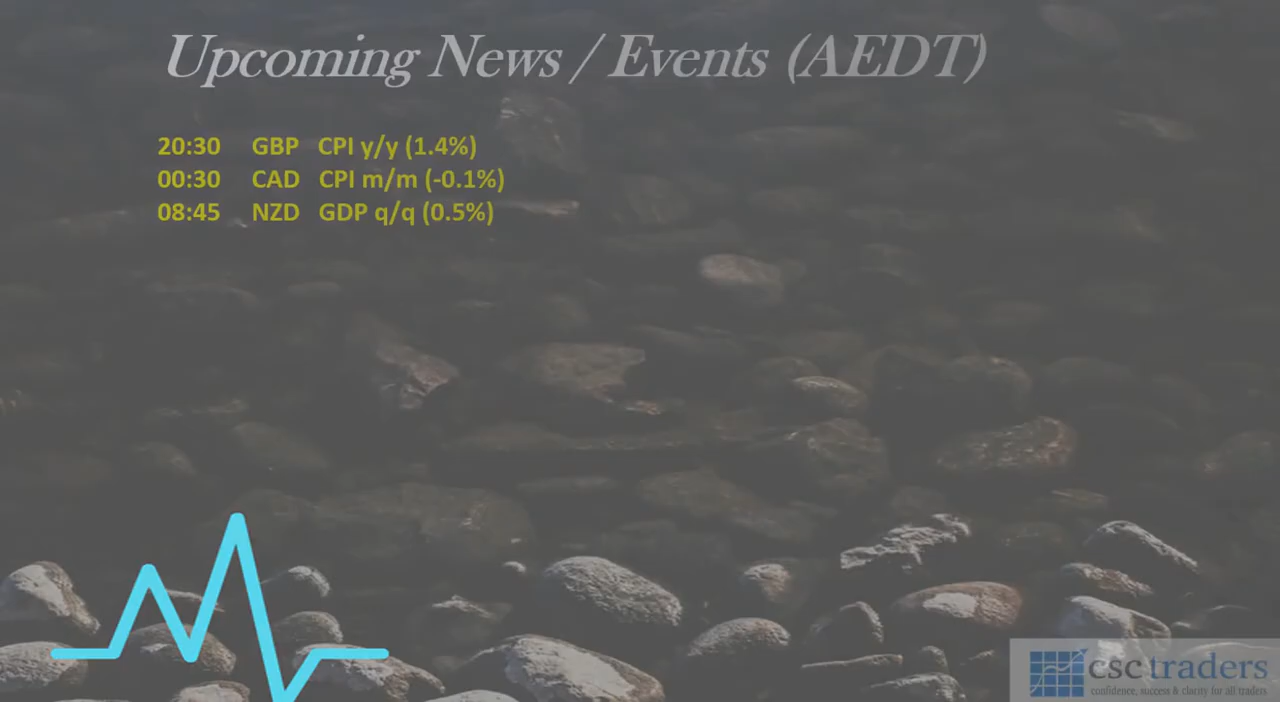 Upcoming News / Events (AEDT)
20:30 GBP CPI y/y (1.4%)
00:30 CAD CPI m/m (-0.1%)
08:45 NZD GDP q/q (0.5%)
csc traders
confidence, success & clarity for all traders